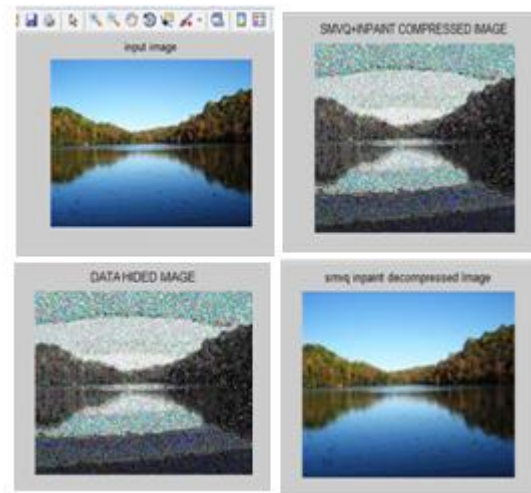 input image
SMVQ+INPAINT COMPRESSED IMAGE
DATA HIDED IMAGE
smvq inpaint decompressed image